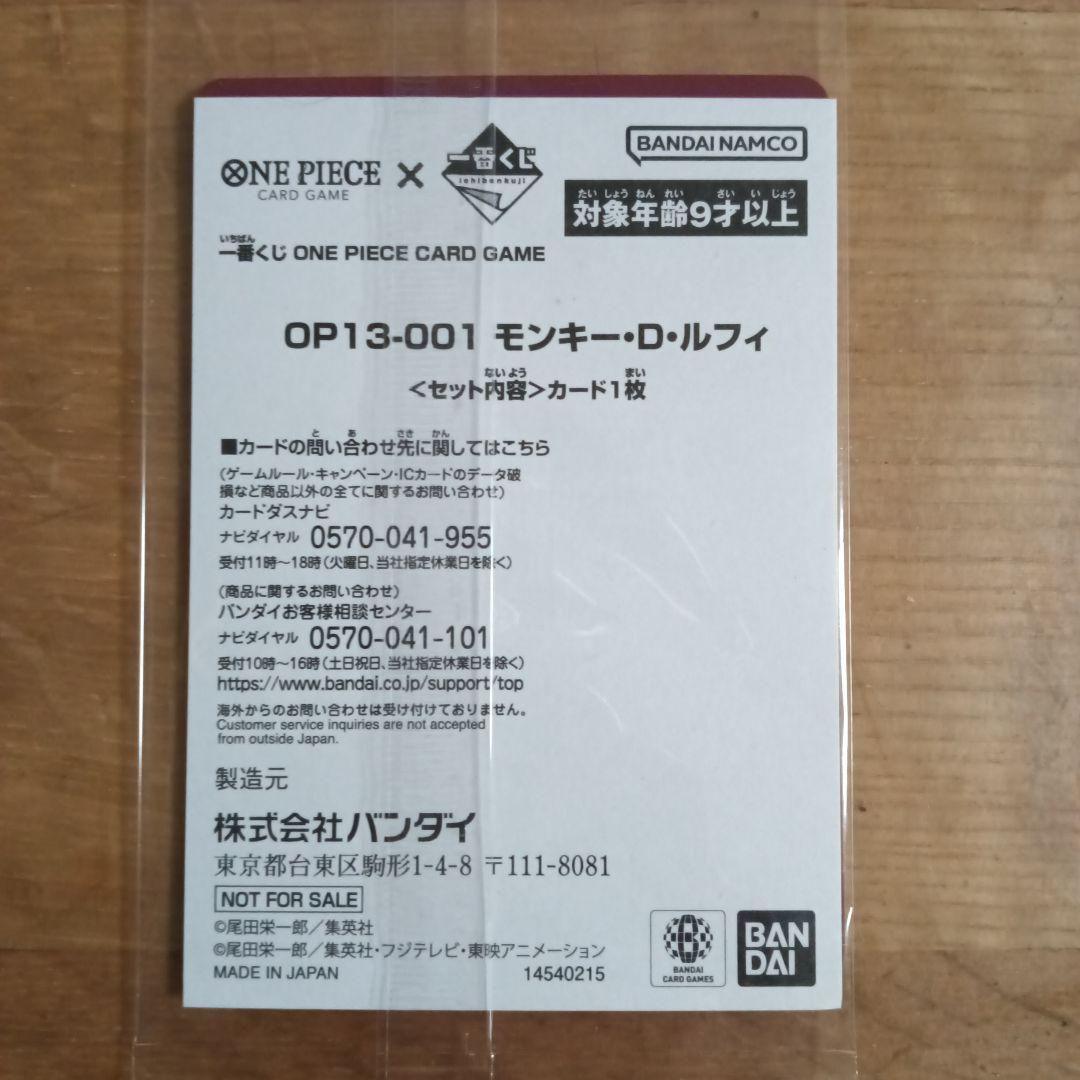 ONE PIECE
CARD GAME
×
一番くじ
ichibankuji
BANDAI NAMCO
たいしょうねんれい さいいじょう
対象年齢9才以上
いちばん
一番くじ ONE PIECE CARD GAME
OP13-001 モンキー・D・ルフィ
ないよう まい
<セット内容>カード1枚
と あ さき かん
■カードの問い合わせ先に関してはこちら
(ゲームルール・キャンペーン・ICカードのデータ破
損など商品以外の全てに関するお問い合わせ)
カードダスナビ
ナビダイヤル 0570-041-955
受付11時～18時(火曜日、当社指定休業日を除く)
(商品に関するお問い合わせ)
バンダイお客様相談センター
ナビダイヤル 0570-041-101
受付10時～16時(土日祝日、当社指定休業日を除く)
https://www.bandai.co.jp/support/top
海外からのお問い合わせは受け付けておりません。
Customer service inquiries are not accepted
from outside Japan.
製造元
株式会社バンダイ
東京都台東区駒形1-4-8 〒111-8081
NOT FOR SALE
©尾田栄一郎／集英社
©尾田栄一郎／集英社・フジテレビ・東映アニメーション
MADE IN JAPAN 14540215
B
BANDAI
CARD GAMES
BAN
DAI